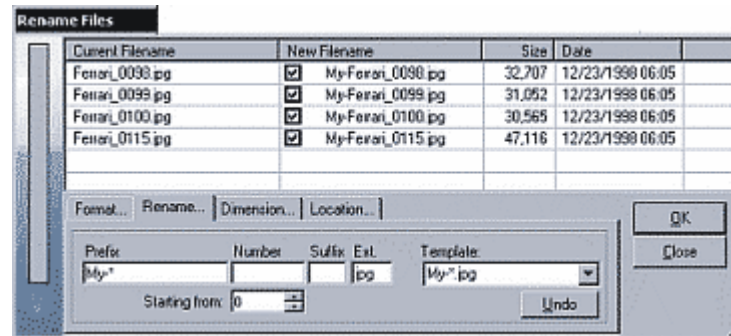 Rename Files
Current Filename New Filename Size Date
Ferrari_0098.jpg My-Ferrari_0098.jpg 32,707 12/23/1998 06:05
Ferrari_0099.jpg My-Ferrari_0099.jpg 31,052 12/23/1998 06:05
Ferrari_0100.jpg My-Ferrari_0100.jpg 30,565 12/23/1998 06:05
Ferrari_0115.jpg My-Ferrari_0115.jpg 47,116 12/23/1998 06:05
Format... Rename... Dimension... Location...
OK
Close
Prefix Number Suffix Ext. Template:
My-* jpg My-*.jpg
Starting from: 0 Undo